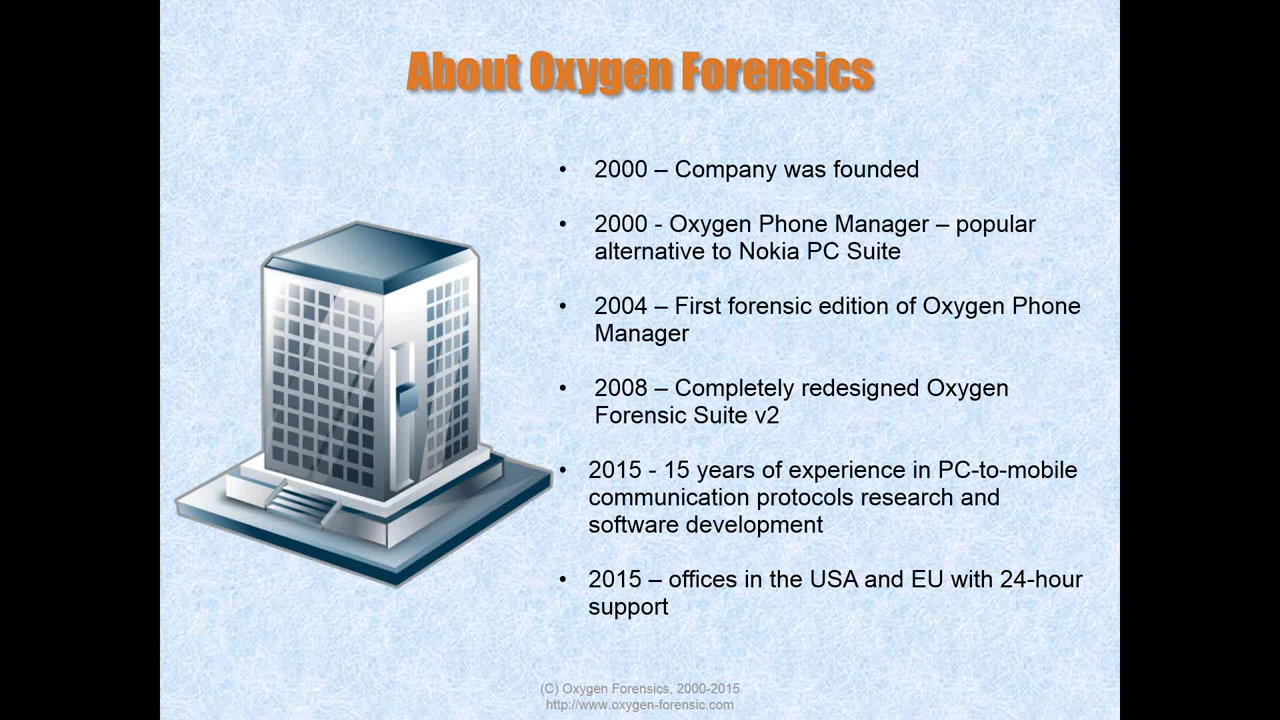 About Oxygen Forensics
• 2000 – Company was founded
• 2000 - Oxygen Phone Manager – popular
alternative to Nokia PC Suite
• 2004 – First forensic edition of Oxygen Phone
Manager
• 2008 – Completely redesigned Oxygen
Forensic Suite v2
• 2015 - 15 years of experience in PC-to-mobile
communication protocols research and
software development
• 2015 – offices in the USA and EU with 24-hour
support
(C) Oxygen Forensics, 2000-2015
http://www.oxygen-forensic.com